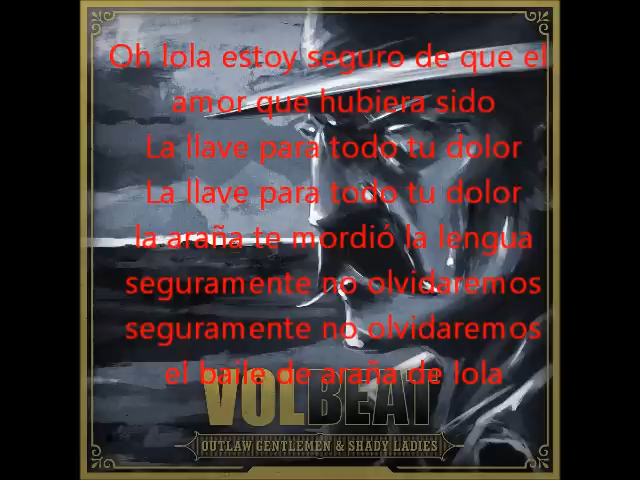 Oh lola estoy seguro de que el
amor que hubiera sido
La llave para todo tu dolor
La llave para todo tu dolor
la araña te mordió la lengua
seguramente no olvidaremos
seguramente no olvidaremos
el baile de araña de lola
VOLBEAT
OUTLAW GENTLEMEN & SHADY LADIES